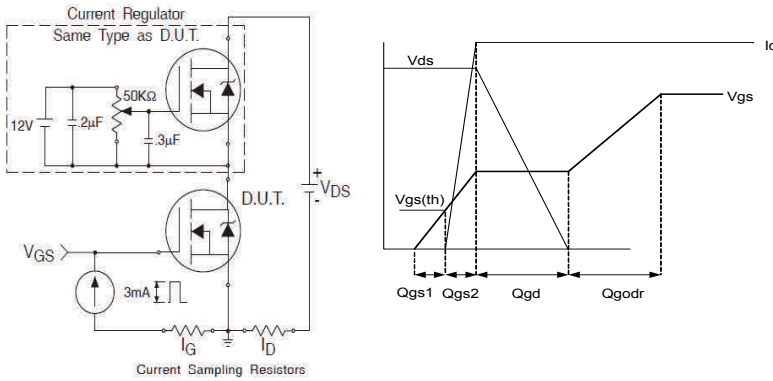 Current Regulator
Same Type as D.U.T.
50KΩ
12V
.2µF
.3µF
D.U.T.
+
VDS
-
VGS
3mA
IG
ID
Current Sampling Resistors
Id
Vds
Vgs
Vgs(th)
Qgs1
Qgs2
Qgd
Qgodr